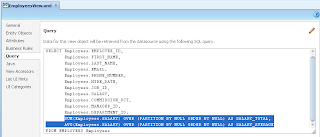 EmployeesView.xml
General
Entity Objects
Attributes
Business Rules
Query
Java
View Accessors
List UI Hints
UI Categories
Query
Data for this view object will be retrieved from the datasource using the following SQL query.
SELECT Employees.EMPLOYEE_ID,
Employees.FIRST_NAME,
Employees.LAST_NAME,
Employees.EMAIL,
Employees.PHONE_NUMBER,
Employees.HIRE_DATE,
Employees.JOB_ID,
Employees.SALARY,
Employees.COMMISSION_PCT,
Employees.MANAGER_ID,
Employees.DEPARTMENT_ID,
SUM(Employees.SALARY) OVER (PARTITION BY NULL ORDER BY NULL) AS SALARY_TOTAL,
AVG(Employees.SALARY) OVER (PARTITION BY NULL ORDER BY NULL) AS SALARY_AVERAGE
FROM EMPLOYEES Employees